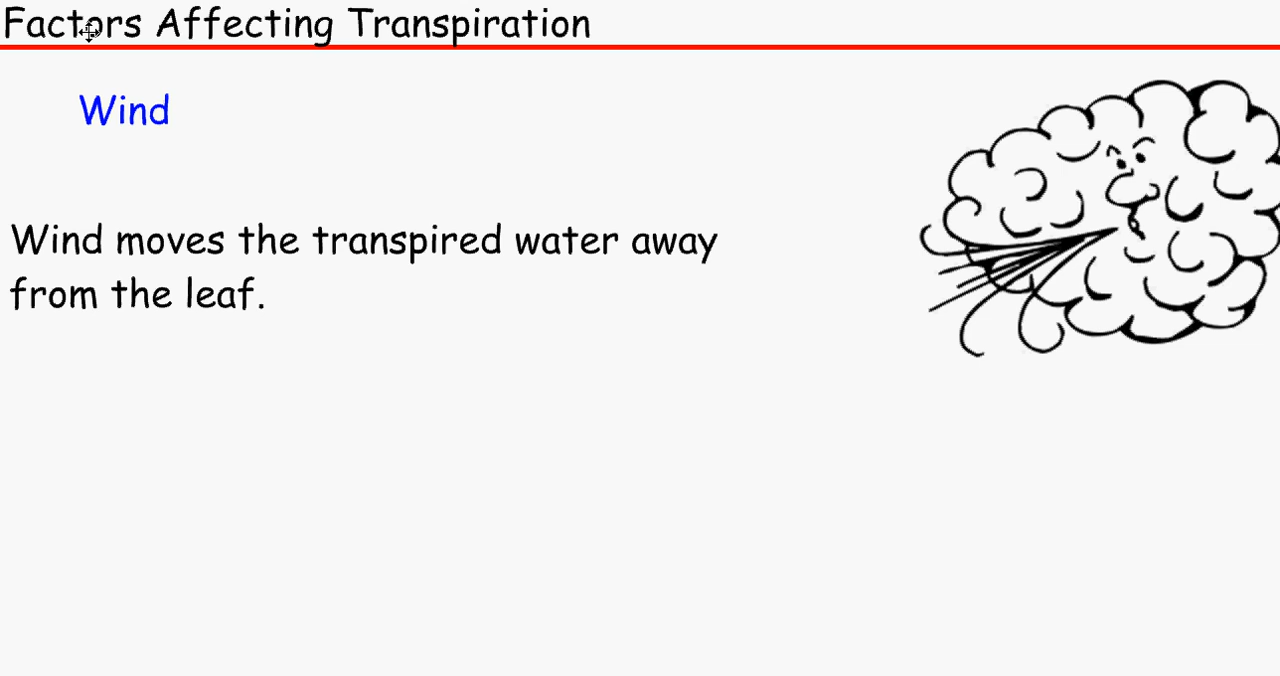 Factors Affecting Transpiration
Wind
Wind moves the transpired water away
from the leaf.